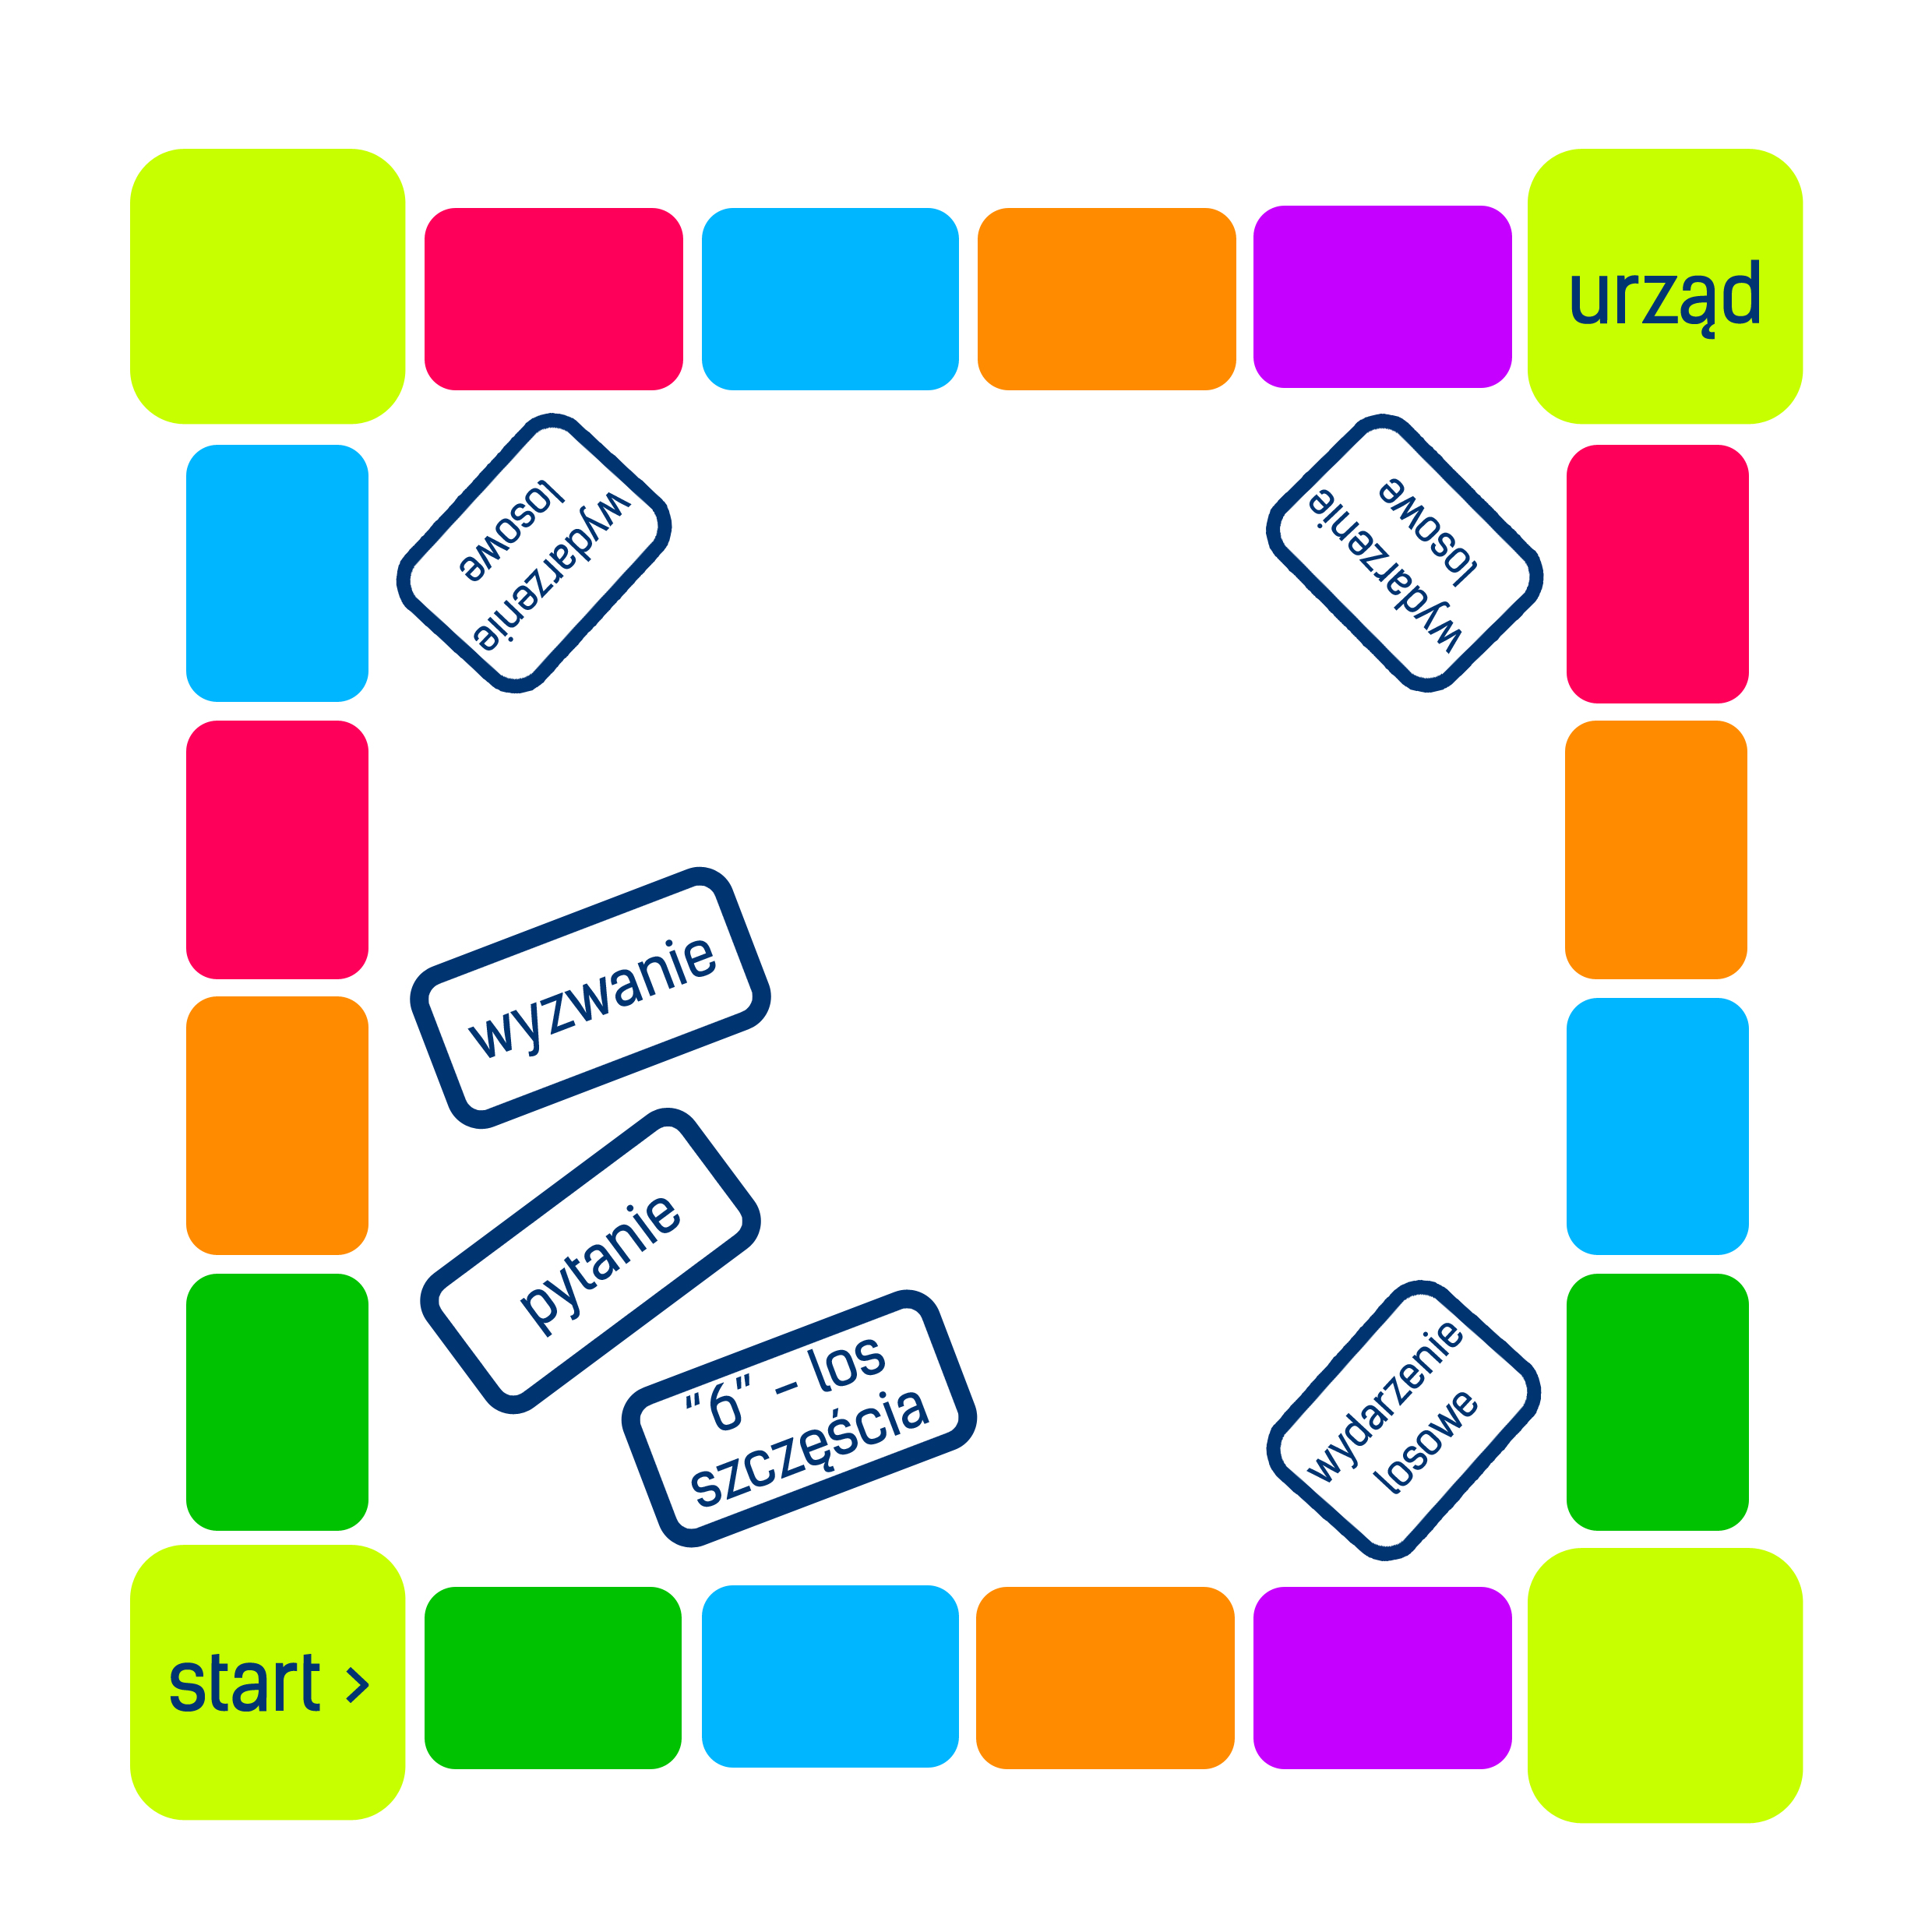 urząd
wydarzenie
losowe
wydarzenie
losowe
wyzwanie
pytanie
"6" - los
szczęścia
wydarzenie
losowe
start >